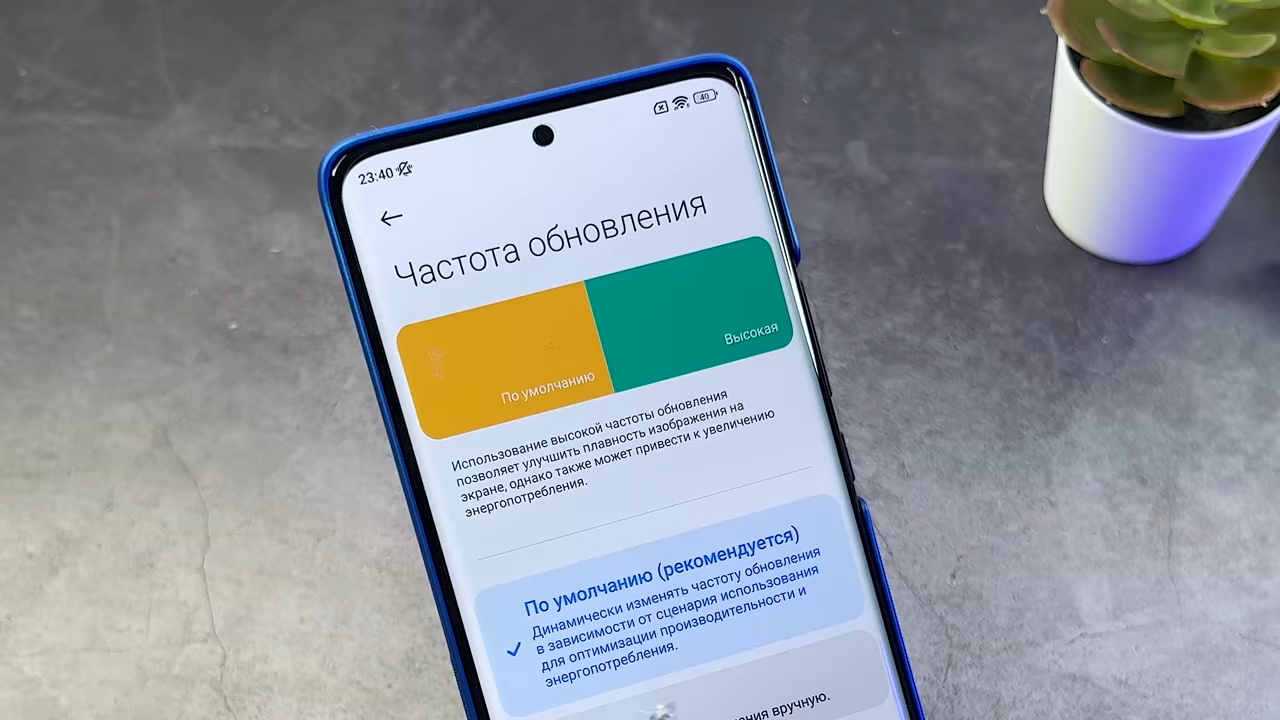 23:40
40
Частота обновления
По умолчанию
Высокая
Использование высокой частоты обновления
позволяет улучшить плавность изображения на
экране, однако также может привести к увеличению
энергопотребления.
По умолчанию (рекомендуется)
Динамически изменять частоту обновления
в зависимости от сценария использования
для оптимизации производительности и
энергопотребления.
вручную.